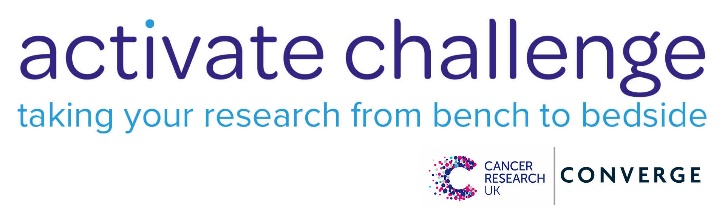 activate challenge
taking your research from bench to bedside
CANCER
RESEARCH
UK
CONVERGE